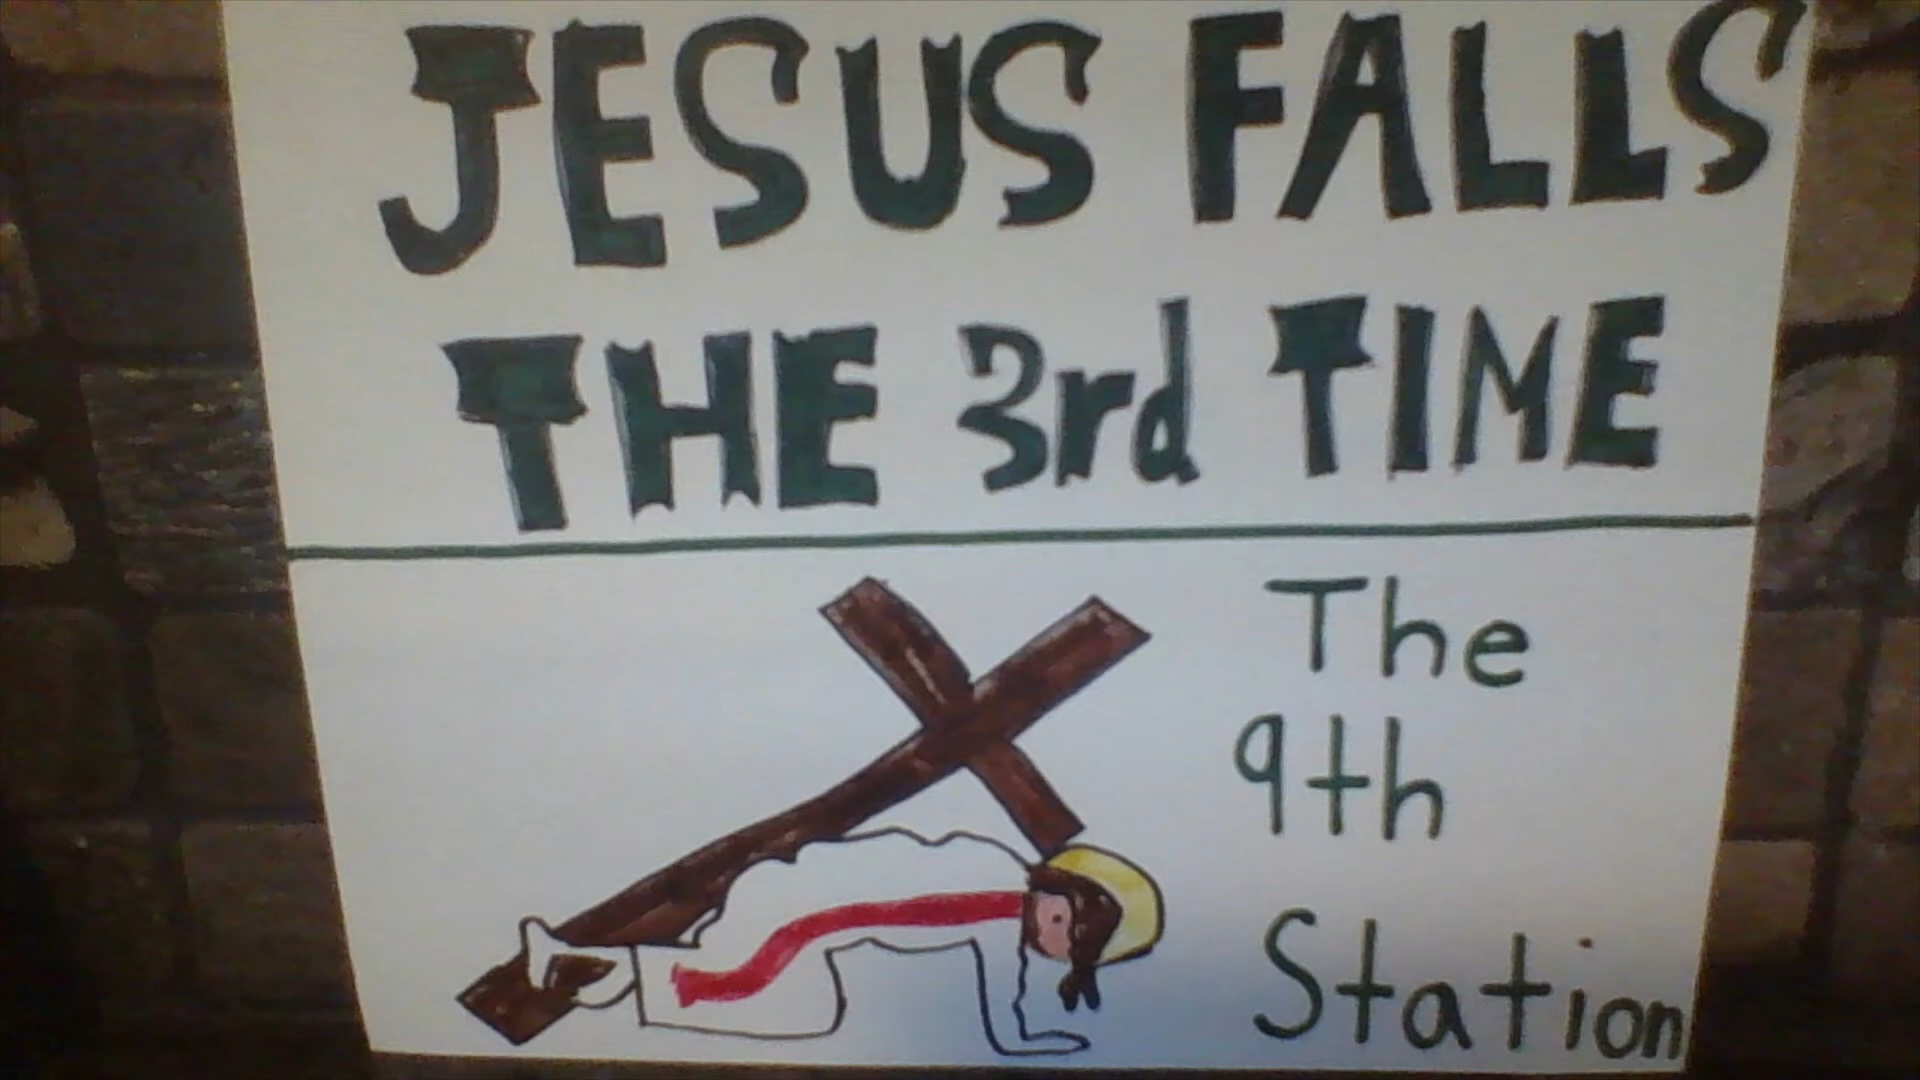 JESUS FALLS
THE 3rd TIME
The
9th
Station